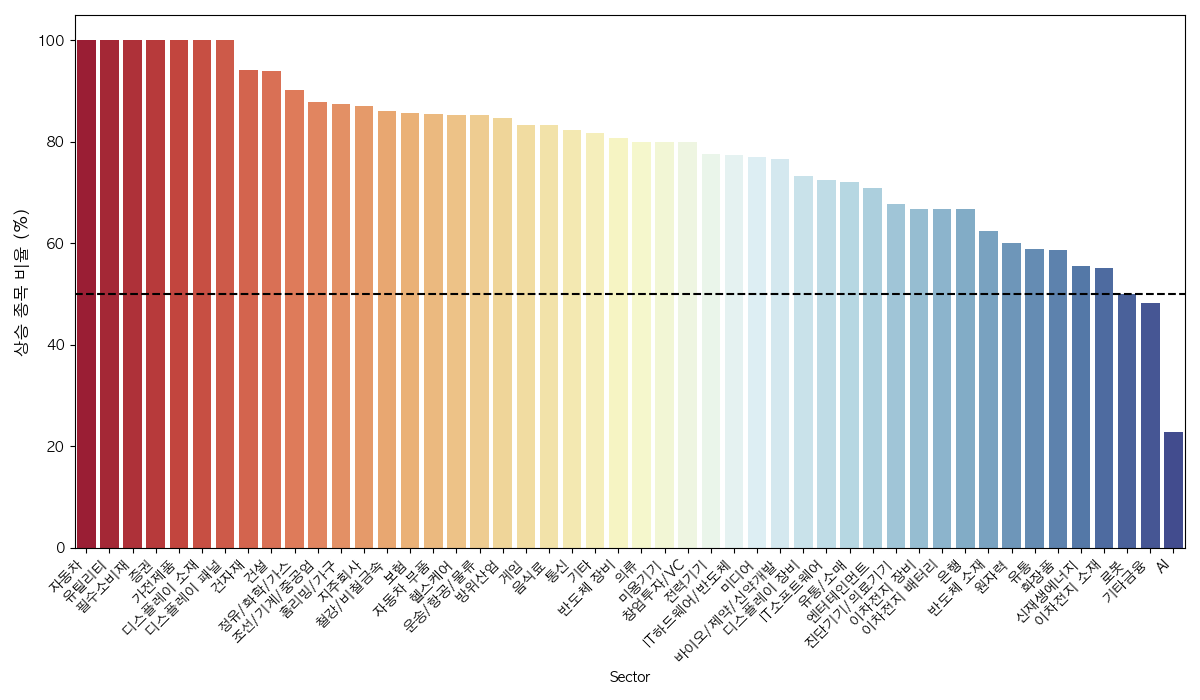 상승 종목 비율 (%)
100
80
60
40
20
0
자동차
유틸리티
필수소비재
증권
가전제품
디스플레이 소재
디스플레이 패널
건자재
건설
정유/화학/가스
조선/기계/중공업
홈리빙/가구
지주회사
철강/비철금속
보험
자동차 부품
헬스케어
운송/항공/물류
방위산업
게임
음식료
통신
기타
반도체 장비
의류
미용기기
창업투자/VC
전력기기
IT하드웨어/반도체
미디어
바이오/제약/신약개발
디스플레이 장비
IT소프트웨어
유통/소매
엔터테인먼트
진단기기/의료기기
이차전지 장비
이차전지 배터리
은행
반도체 소재
원자력
유통
화장품
신재생에너지
이차전지 소재
로봇
기타금융
AI
Sector